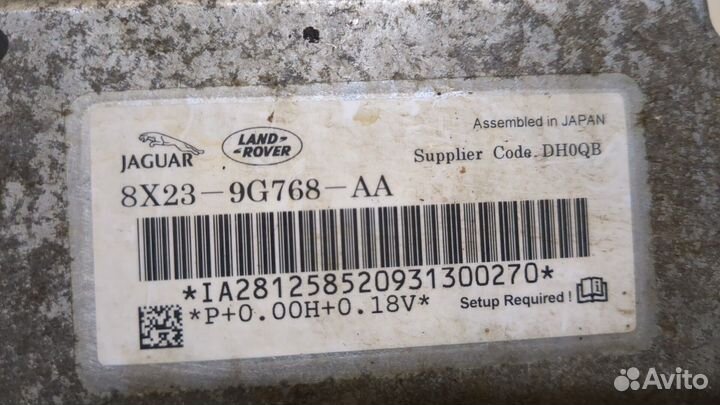 Assembled in JAPAN
JAGUAR
LAND-
-ROVER
Supplier Code DH0QB
8X23-9G768-AA
*IA281258520931300270*
*P+0.00H+0.18V*
Setup Required !
Avito